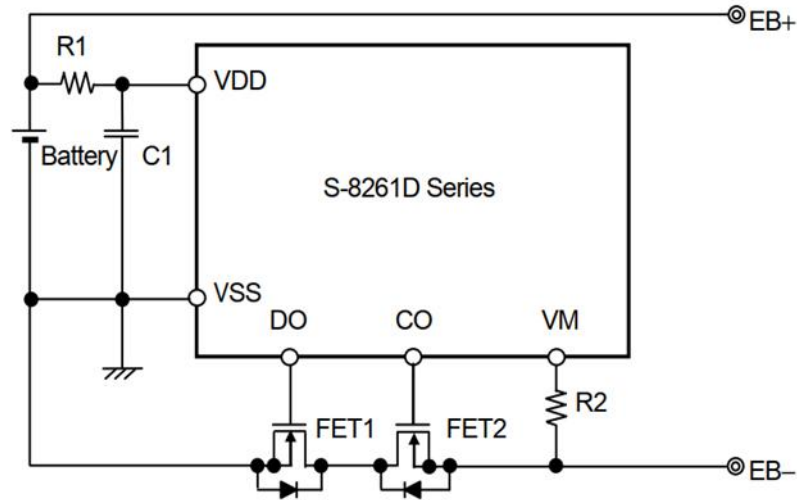 EB+
R1
VDD
Battery
C1
S-8261D Series
VSS
DO
CO
VM
R2
FET1
FET2
EB−